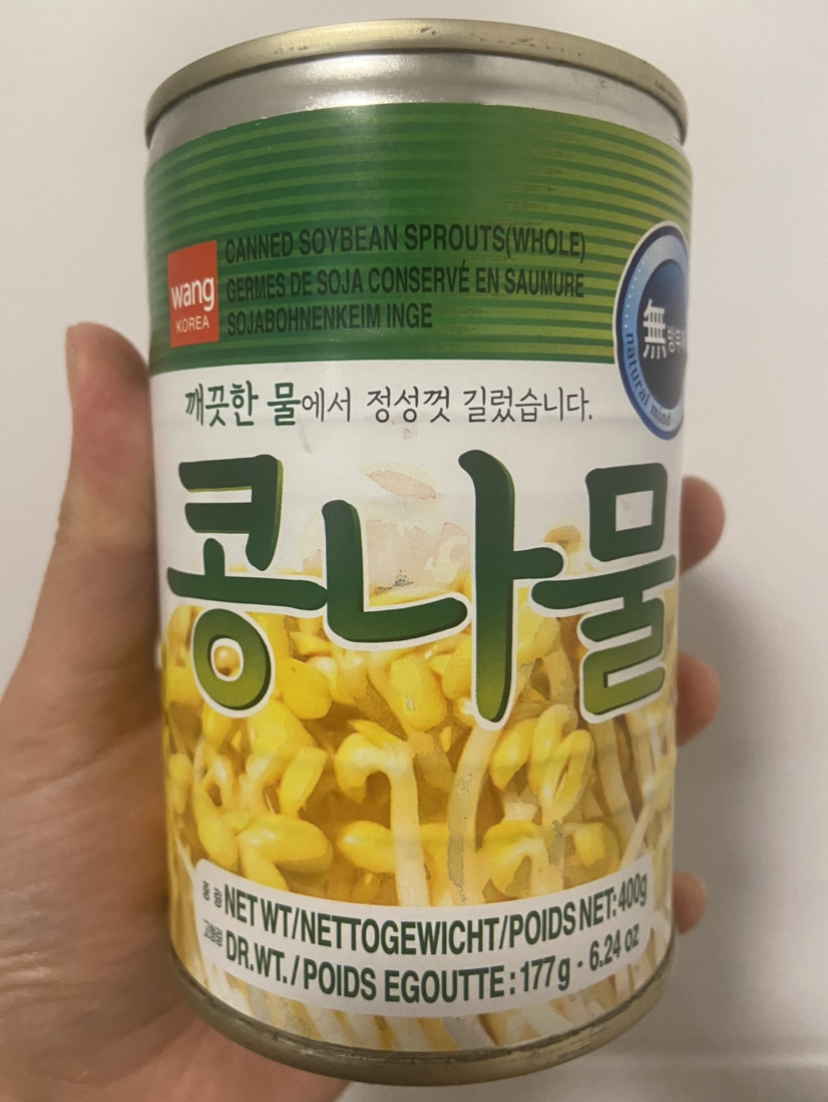 CANNED SOYBEAN SPROUTS(WHOLE)
GERMES DE SOJA CONSERVÉ EN SAUMURE
SOJABOHNENKEIM INGE
wang
KOREA
無
natural mind
깨끗한 물에서 정성껏 길렀습니다.
콩나물
NET WT/NETTOGEWICHT/POIDS NET:400g
DR.WT./POIDS EGOUTTE:177g·6.24 oz